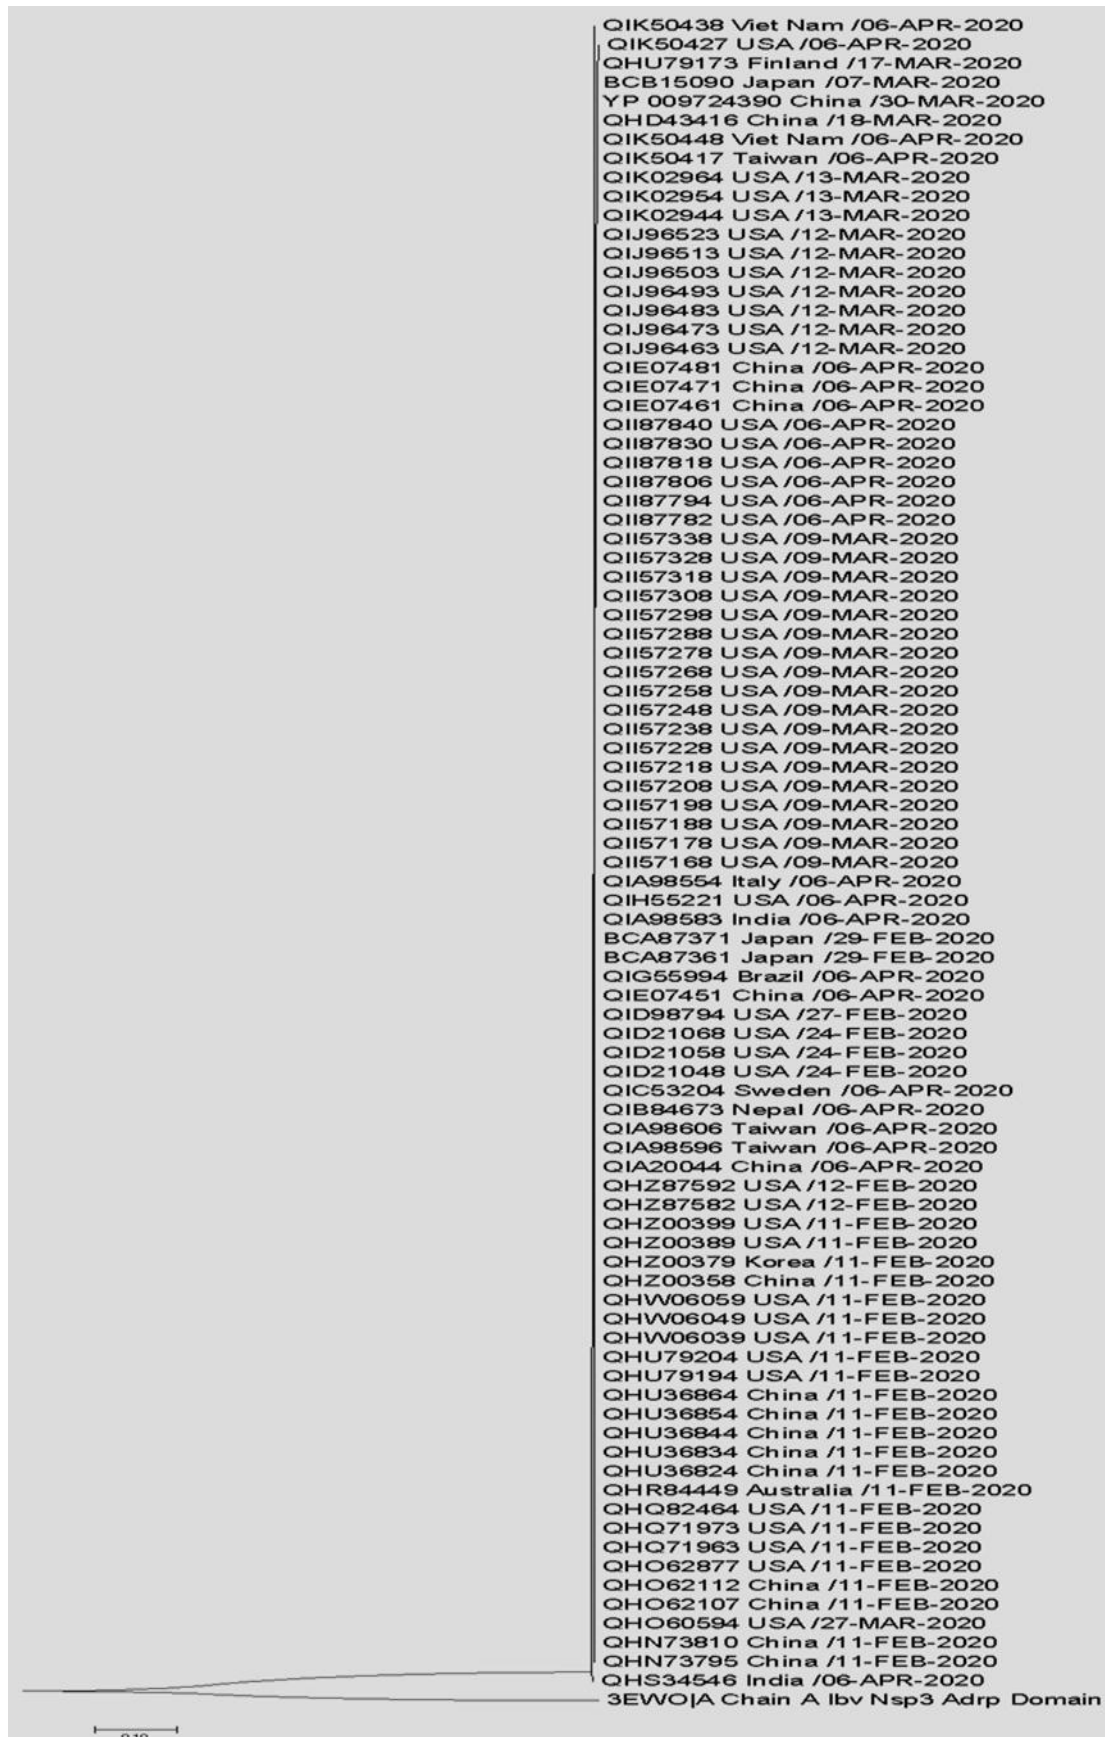 QIK50438 Viet Nam /06-APR-2020
QIK50427 USA /06-APR-2020
QHU79173 Finland /17-MAR-2020
BCB15090 Japan /07-MAR-2020
YP 009724390 China /30-MAR-2020
QHD43416 China /18-MAR-2020
QIK50448 Viet Nam /06-APR-2020
QIK50417 Taiwan /06-APR-2020
QIK02964 USA /13-MAR-2020
QIK02954 USA /13-MAR-2020
QIK02944 USA /13-MAR-2020
QIJ96523 USA /12-MAR-2020
QIJ96513 USA /12-MAR-2020
QIJ96503 USA /12-MAR-2020
QIJ96493 USA /12-MAR-2020
QIJ96483 USA /12-MAR-2020
QIJ96473 USA /12-MAR-2020
QIJ96463 USA /12-MAR-2020
QIE07481 China /06-APR-2020
QIE07471 China /06-APR-2020
QIE07461 China /06-APR-2020
QII87840 USA /06-APR-2020
QII87830 USA /06-APR-2020
QII87818 USA /06-APR-2020
QII87806 USA /06-APR-2020
QII87794 USA /06-APR-2020
QII87782 USA /06-APR-2020
QII57338 USA /09-MAR-2020
QII57328 USA /09-MAR-2020
QII57318 USA /09-MAR-2020
QII57308 USA /09-MAR-2020
QII57298 USA /09-MAR-2020
QII57288 USA /09-MAR-2020
QII57278 USA /09-MAR-2020
QII57268 USA /09-MAR-2020
QII57258 USA /09-MAR-2020
QII57248 USA /09-MAR-2020
QII57238 USA /09-MAR-2020
QII57228 USA /09-MAR-2020
QII57218 USA /09-MAR-2020
QII57208 USA /09-MAR-2020
QII57198 USA /09-MAR-2020
QII57188 USA /09-MAR-2020
QII57178 USA /09-MAR-2020
QII57168 USA /09-MAR-2020
QIA98554 Italy /06-APR-2020
QIH55221 USA /06-APR-2020
QIA98583 India /06-APR-2020
BCA87371 Japan /29-FEB-2020
BCA87361 Japan /29-FEB-2020
QIG55994 Brazil /06-APR-2020
QIE07451 China /06-APR-2020
QID98794 USA /27-FEB-2020
QID21068 USA /24-FEB-2020
QID21058 USA /24-FEB-2020
QID21048 USA /24-FEB-2020
QIC53204 Sweden /06-APR-2020
QIB84673 Nepal /06-APR-2020
QIA98606 Taiwan /06-APR-2020
QIA98596 Taiwan /06-APR-2020
QIA20044 China /06-APR-2020
QHZ87592 USA /12-FEB-2020
QHZ87582 USA /12-FEB-2020
QHZ00399 USA /11-FEB-2020
QHZ00389 USA /11-FEB-2020
QHZ00379 Korea /11-FEB-2020
QHZ00358 China /11-FEB-2020
QHW06059 USA /11-FEB-2020
QHW06049 USA /11-FEB-2020
QHW06039 USA /11-FEB-2020
QHU79204 USA /11-FEB-2020
QHU79194 USA /11-FEB-2020
QHU36864 China /11-FEB-2020
QHU36854 China /11-FEB-2020
QHU36844 China /11-FEB-2020
QHU36834 China /11-FEB-2020
QHU36824 China /11-FEB-2020
QHR84449 Australia /11-FEB-2020
QHQ82464 USA /11-FEB-2020
QHQ71973 USA /11-FEB-2020
QHQ71963 USA /11-FEB-2020
QHO62877 USA /11-FEB-2020
QHO62112 China /11-FEB-2020
QHO62107 China /11-FEB-2020
QHO60594 USA /27-MAR-2020
QHN73810 China /11-FEB-2020
QHN73795 China /11-FEB-2020
QHS34546 India /06-APR-2020
3EWO|A Chain A Ibv Nsp3 Adrp Domain